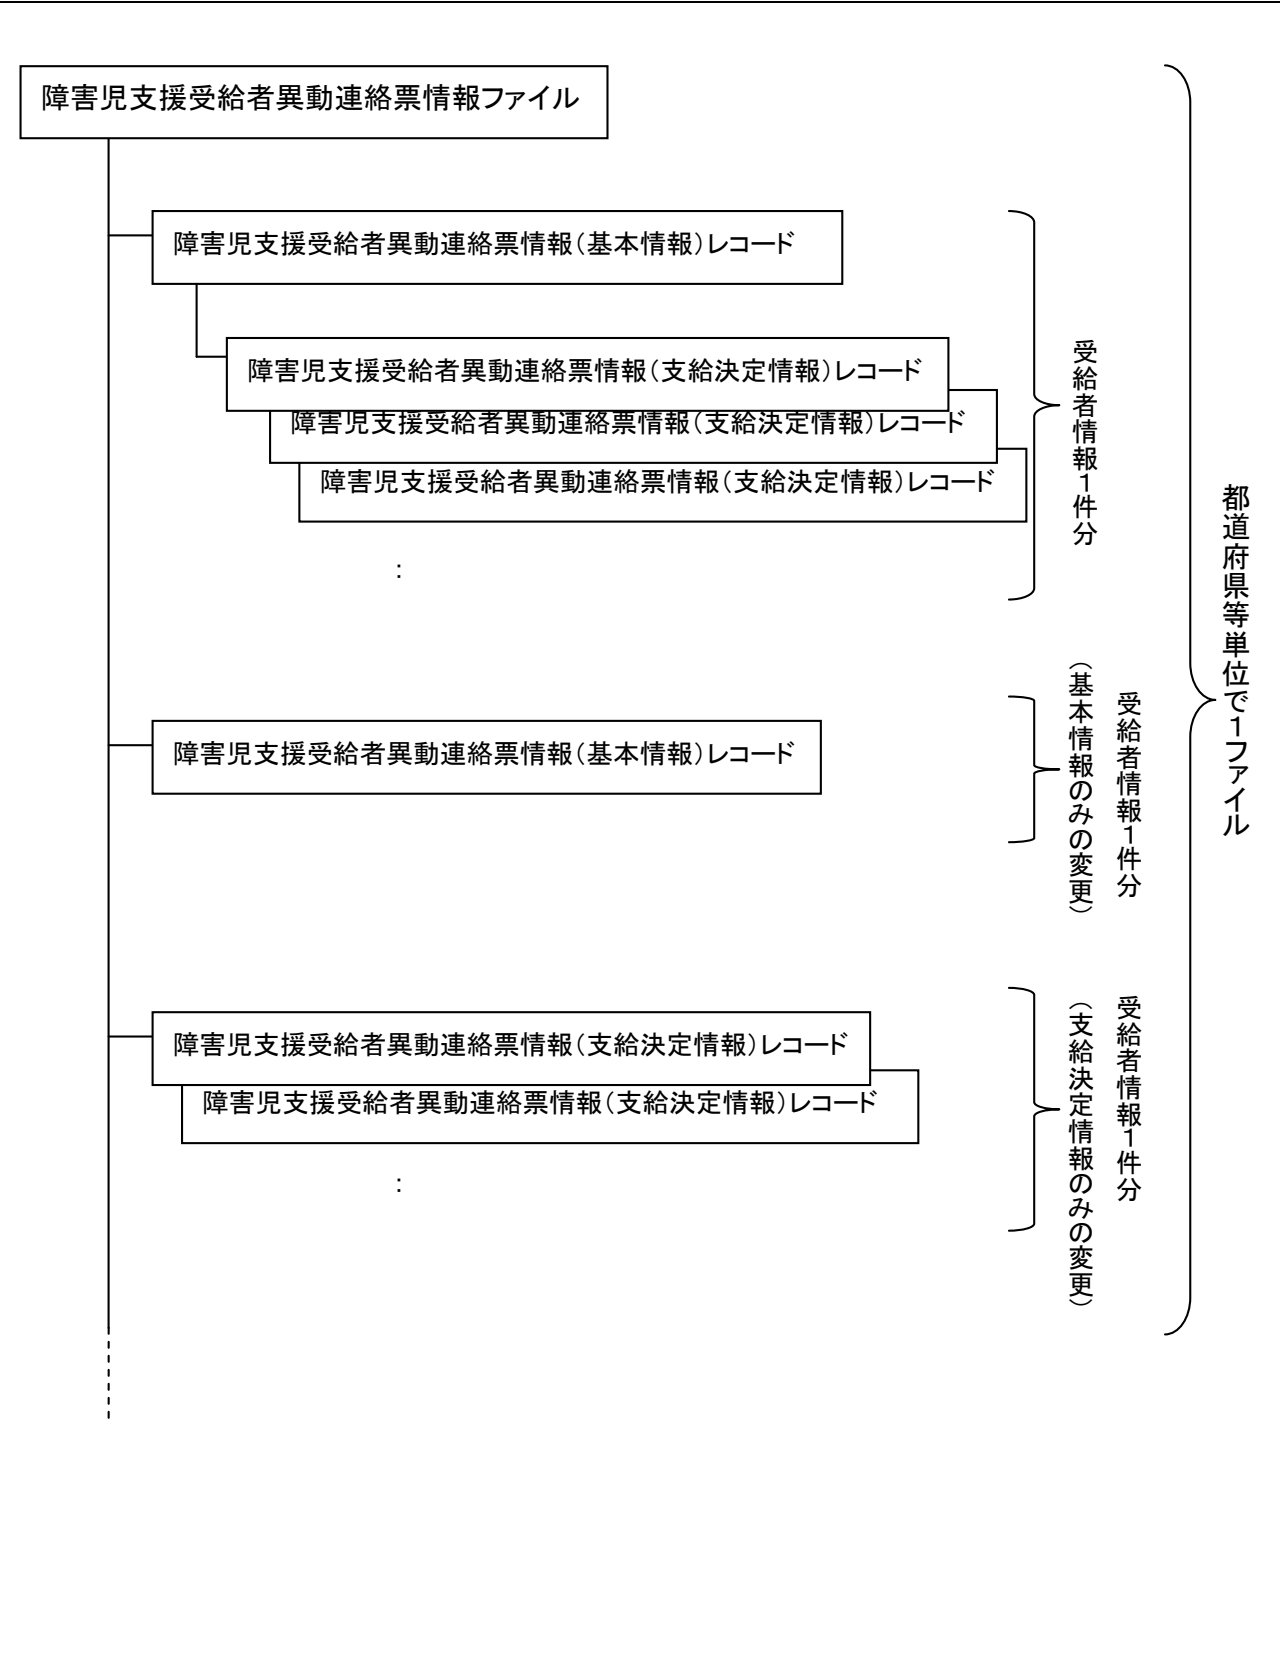 障害児支援受給者異動連絡票情報ファイル
障害児支援受給者異動連絡票情報（基本情報）レコード
障害児支援受給者異動連絡票情報（支給決定情報）レコード
障害児支援受給者異動連絡票情報（支給決定情報）レコード
障害児支援受給者異動連絡票情報（支給決定情報）レコード
：
受給者情報１件分
障害児支援受給者異動連絡票情報（基本情報）レコード
受給者情報１件分
（基本情報のみの変更）
障害児支援受給者異動連絡票情報（支給決定情報）レコード
障害児支援受給者異動連絡票情報（支給決定情報）レコード
：
受給者情報１件分
（支給決定情報のみの変更）
都道府県等単位で１ファイル